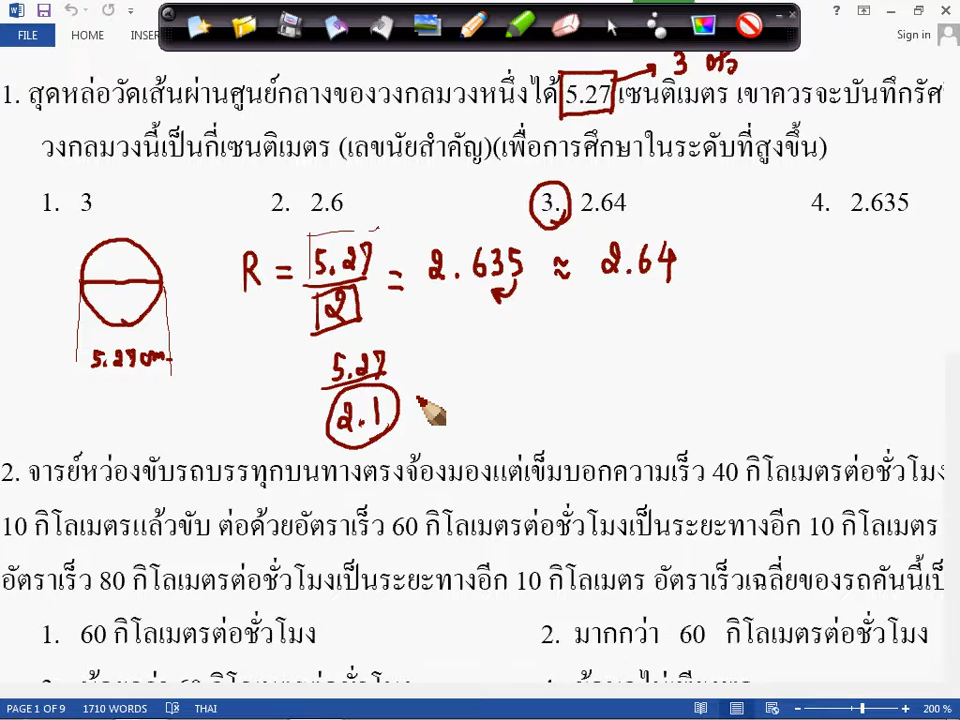 FILE HOME INSER Sign in
3 ตัว
1. สุดหล่อวัดเส้นผ่านศูนย์กลางของวงกลมวงหนึ่งได้ 5.27 เซนติเมตร เขาควรจะบันทึกรัศ
วงกลมวงนี้เป็นกี่เซนติเมตร (เลขนัยสำคัญ)(เพื่อการศึกษาในระดับที่สูงขึ้น)
1. 3 2. 2.6 3. 2.64 4. 2.635
R = 5.27 / 2 = 2.635 ≈ 2.64
5.27 cm
5.27
2.1
2. จารย์หว่องขับรถบรรทุกบนทางตรงจ้องมองแต่เข็มบอกความเร็ว 40 กิโลเมตรต่อชั่วโมง
10 กิโลเมตรแล้วขับ ต่อด้วยอัตราเร็ว 60 กิโลเมตรต่อชั่วโมงเป็นระยะทางอีก 10 กิโลเมตร
อัตราเร็ว 80 กิโลเมตรต่อชั่วโมงเป็นระยะทางอีก 10 กิโลเมตร อัตราเร็วเฉลี่ยของรถคันนี้เป็
1. 60 กิโลเมตรต่อชั่วโมง 2. มากกว่า 60 กิโลเมตรต่อชั่วโมง
PAGE 1 OF 9 1710 WORDS THAI 200 %